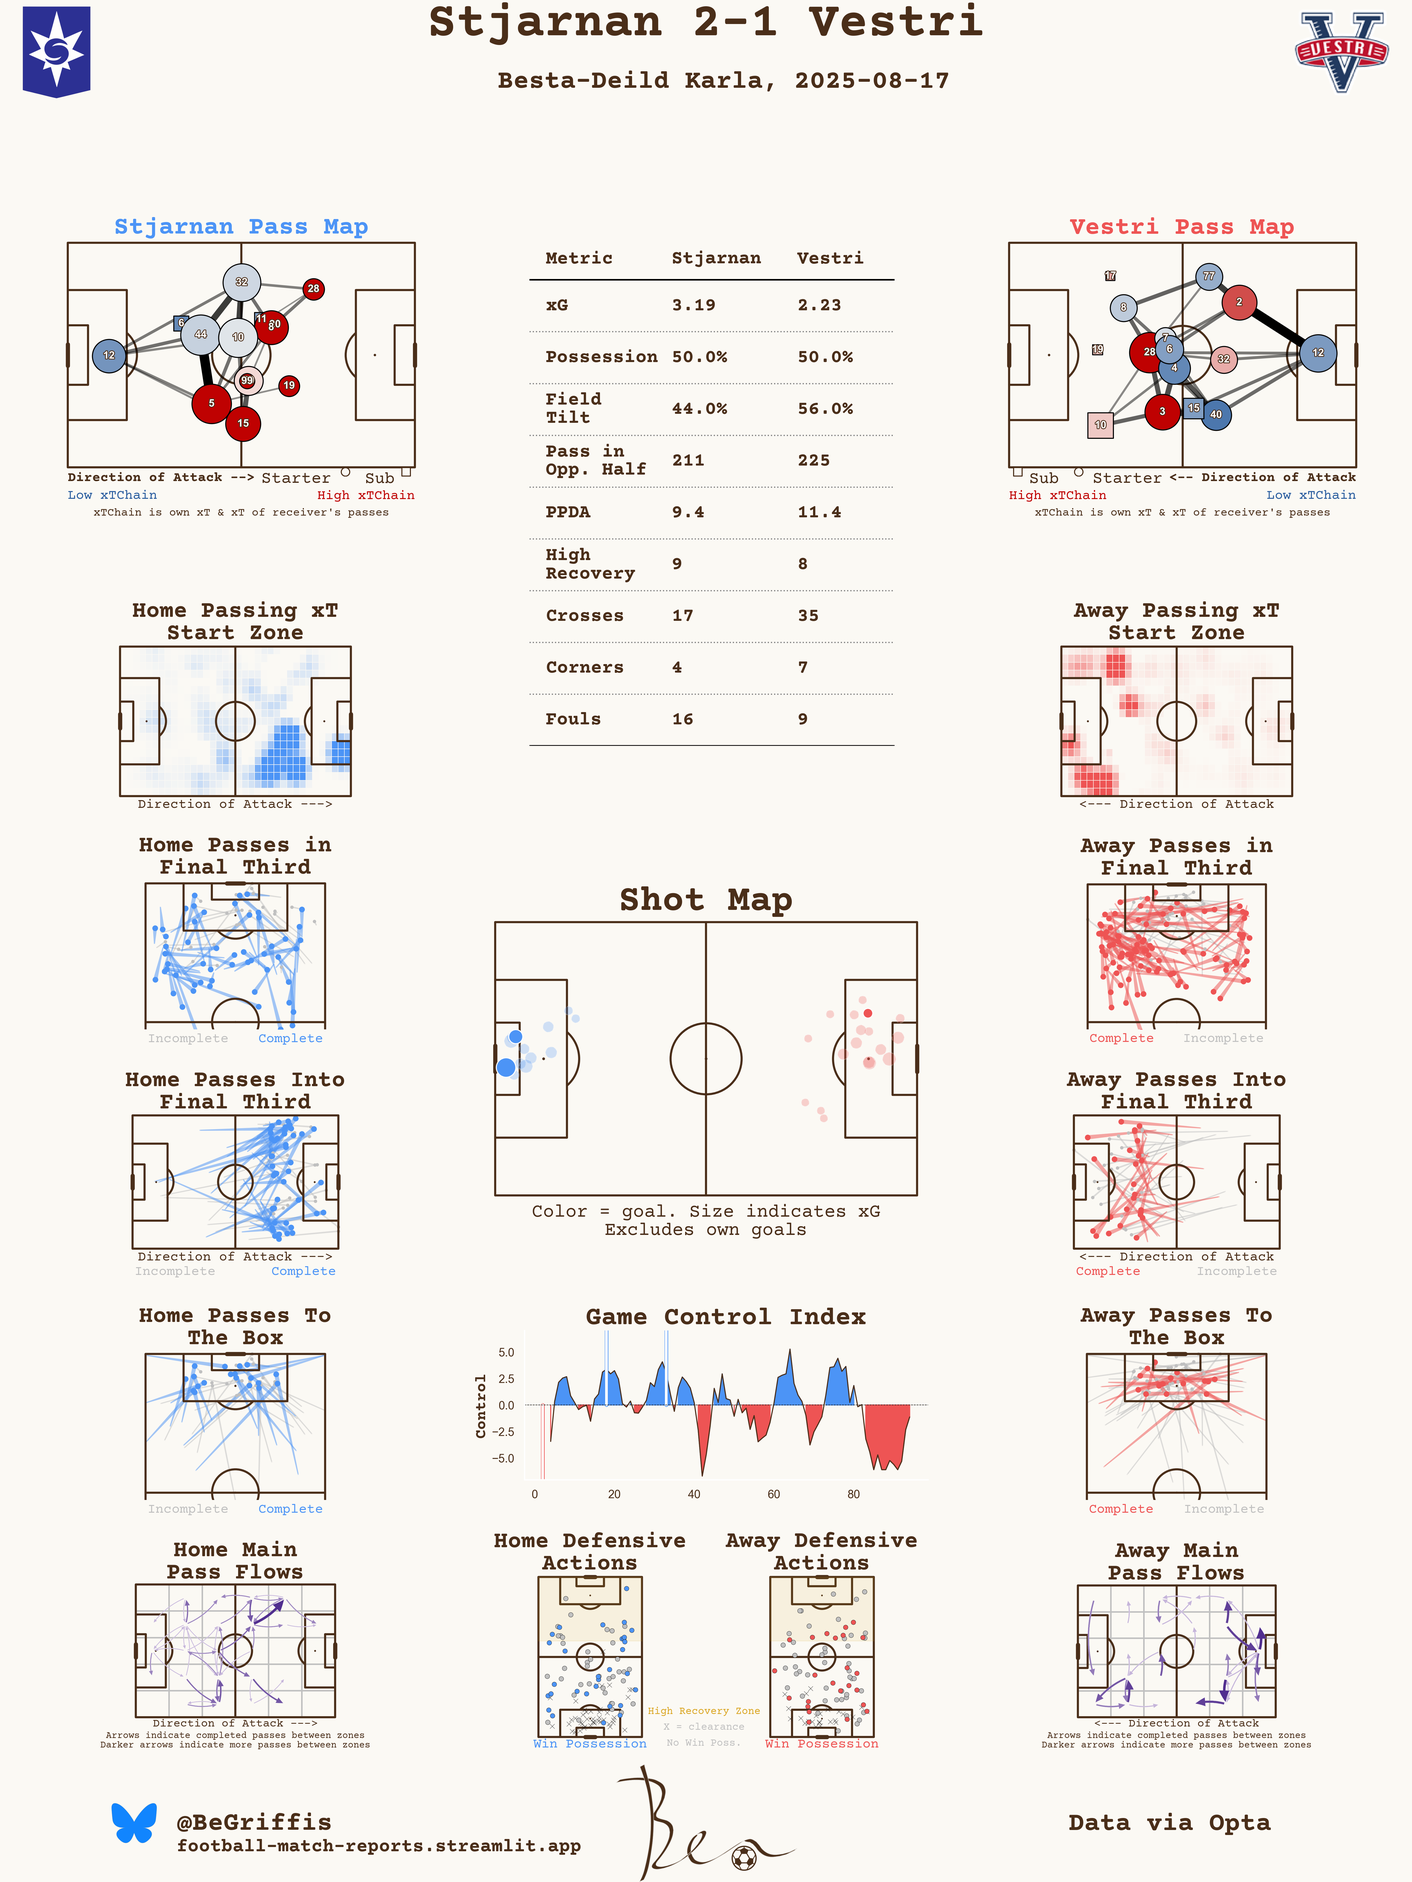 Stjarnan 2-1 Vestri
Besta-Deild Karla, 2025-08-17
VESTRI
Stjarnan Pass Map
32
28
6
11
20
8
44
10
12
99
19
5
15
Direction of Attack --> Starter Sub
Low xTChain High xTChain
xTChain is own xT & xT of receiver's passes
Metric Stjarnan Vestri
xG 3.19 2.23
Possession 50.0% 50.0%
Field
Tilt 44.0% 56.0%
Pass in
Opp. Half 211 225
PPDA 9.4 11.4
High
Recovery 9 8
Crosses 17 35
Corners 4 7
Fouls 16 9
Vestri Pass Map
17
77
2
8
7
19
28
6
32
12
4
3
15
40
10
Sub Starter <-- Direction of Attack
High xTChain Low xTChain
xTChain is own xT & xT of receiver's passes
Home Passing xT
Start Zone
Direction of Attack --->
Away Passing xT
Start Zone
<--- Direction of Attack
Home Passes in
Final Third
Incomplete Complete
Away Passes in
Final Third
Complete Incomplete
Shot Map
Color = goal. Size indicates xG
Excludes own goals
Home Passes Into
Final Third
Direction of Attack --->
Incomplete Complete
Away Passes Into
Final Third
<--- Direction of Attack
Complete Incomplete
Home Passes To
The Box
Incomplete Complete
Game Control Index
Control
5.0
2.5
0.0
−2.5
−5.0
0 20 40 60 80
Away Passes To
The Box
Complete Incomplete
Home Main
Pass Flows
Direction of Attack --->
Arrows indicate completed passes between zones
Darker arrows indicate more passes between zones
Home Defensive
Actions
Win Possession
Away Defensive
Actions
Win Possession
High Recovery Zone
X = clearance
No Win Poss.
Away Main
Pass Flows
<--- Direction of Attack
Arrows indicate completed passes between zones
Darker arrows indicate more passes between zones
@BeGriffis
football-match-reports.streamlit.app
Ben
Data via Opta